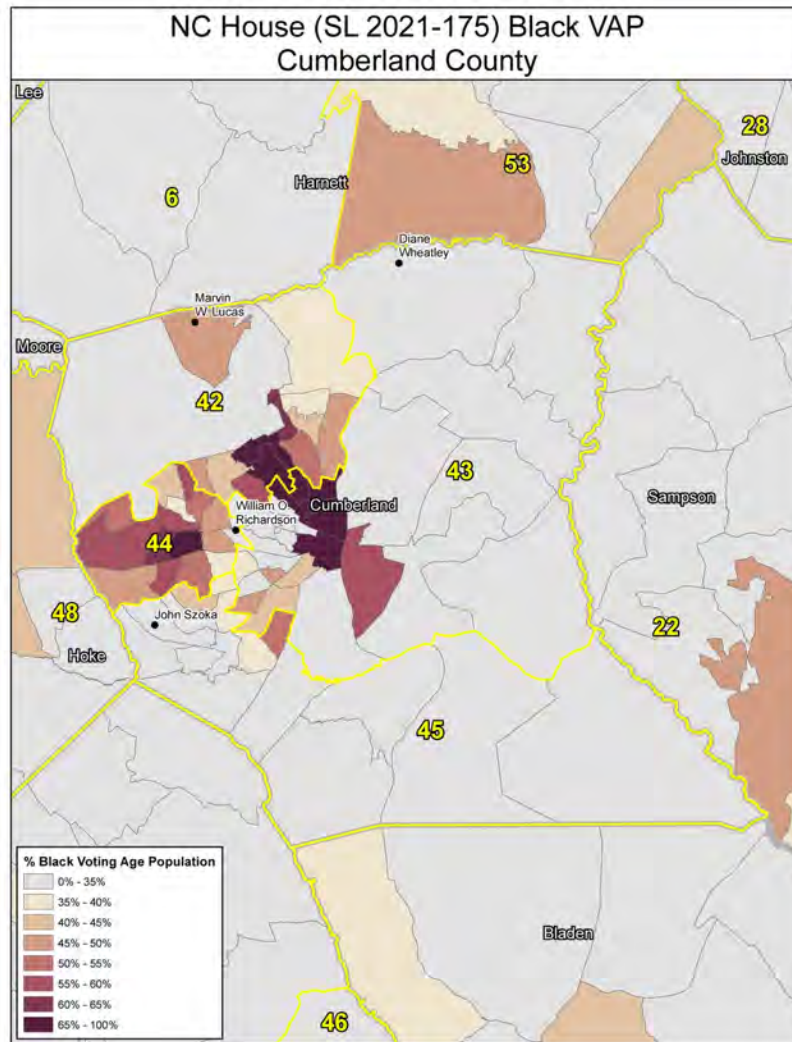 NC House (SL 2021-175) Black VAP
Cumberland County
Lee
28
Johnston
53
Harnett
6
Diane
Wheatley
Marvin
W. Lucas
Moore
42
43
Sampson
Cumberland
William O.
Richardson
44
48
John Szoka
22
Hoke
45
% Black Voting Age Population
0% - 35%
35% - 40%
40% - 45%
45% - 50%
50% - 55%
55% - 60%
60% - 65%
65% - 100%
Bladen
46